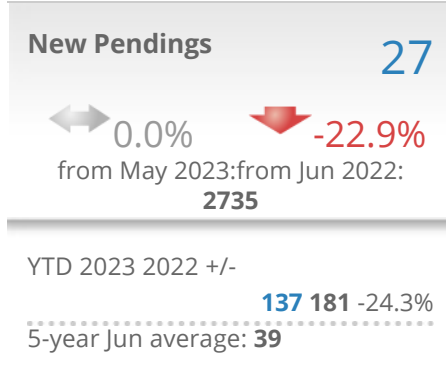 New Pendings
27
0.0% -22.9%
from May 2023:from Jun 2022:
2735
YTD 2023 2022 +/-
137 181 -24.3%
5-year Jun average: 39